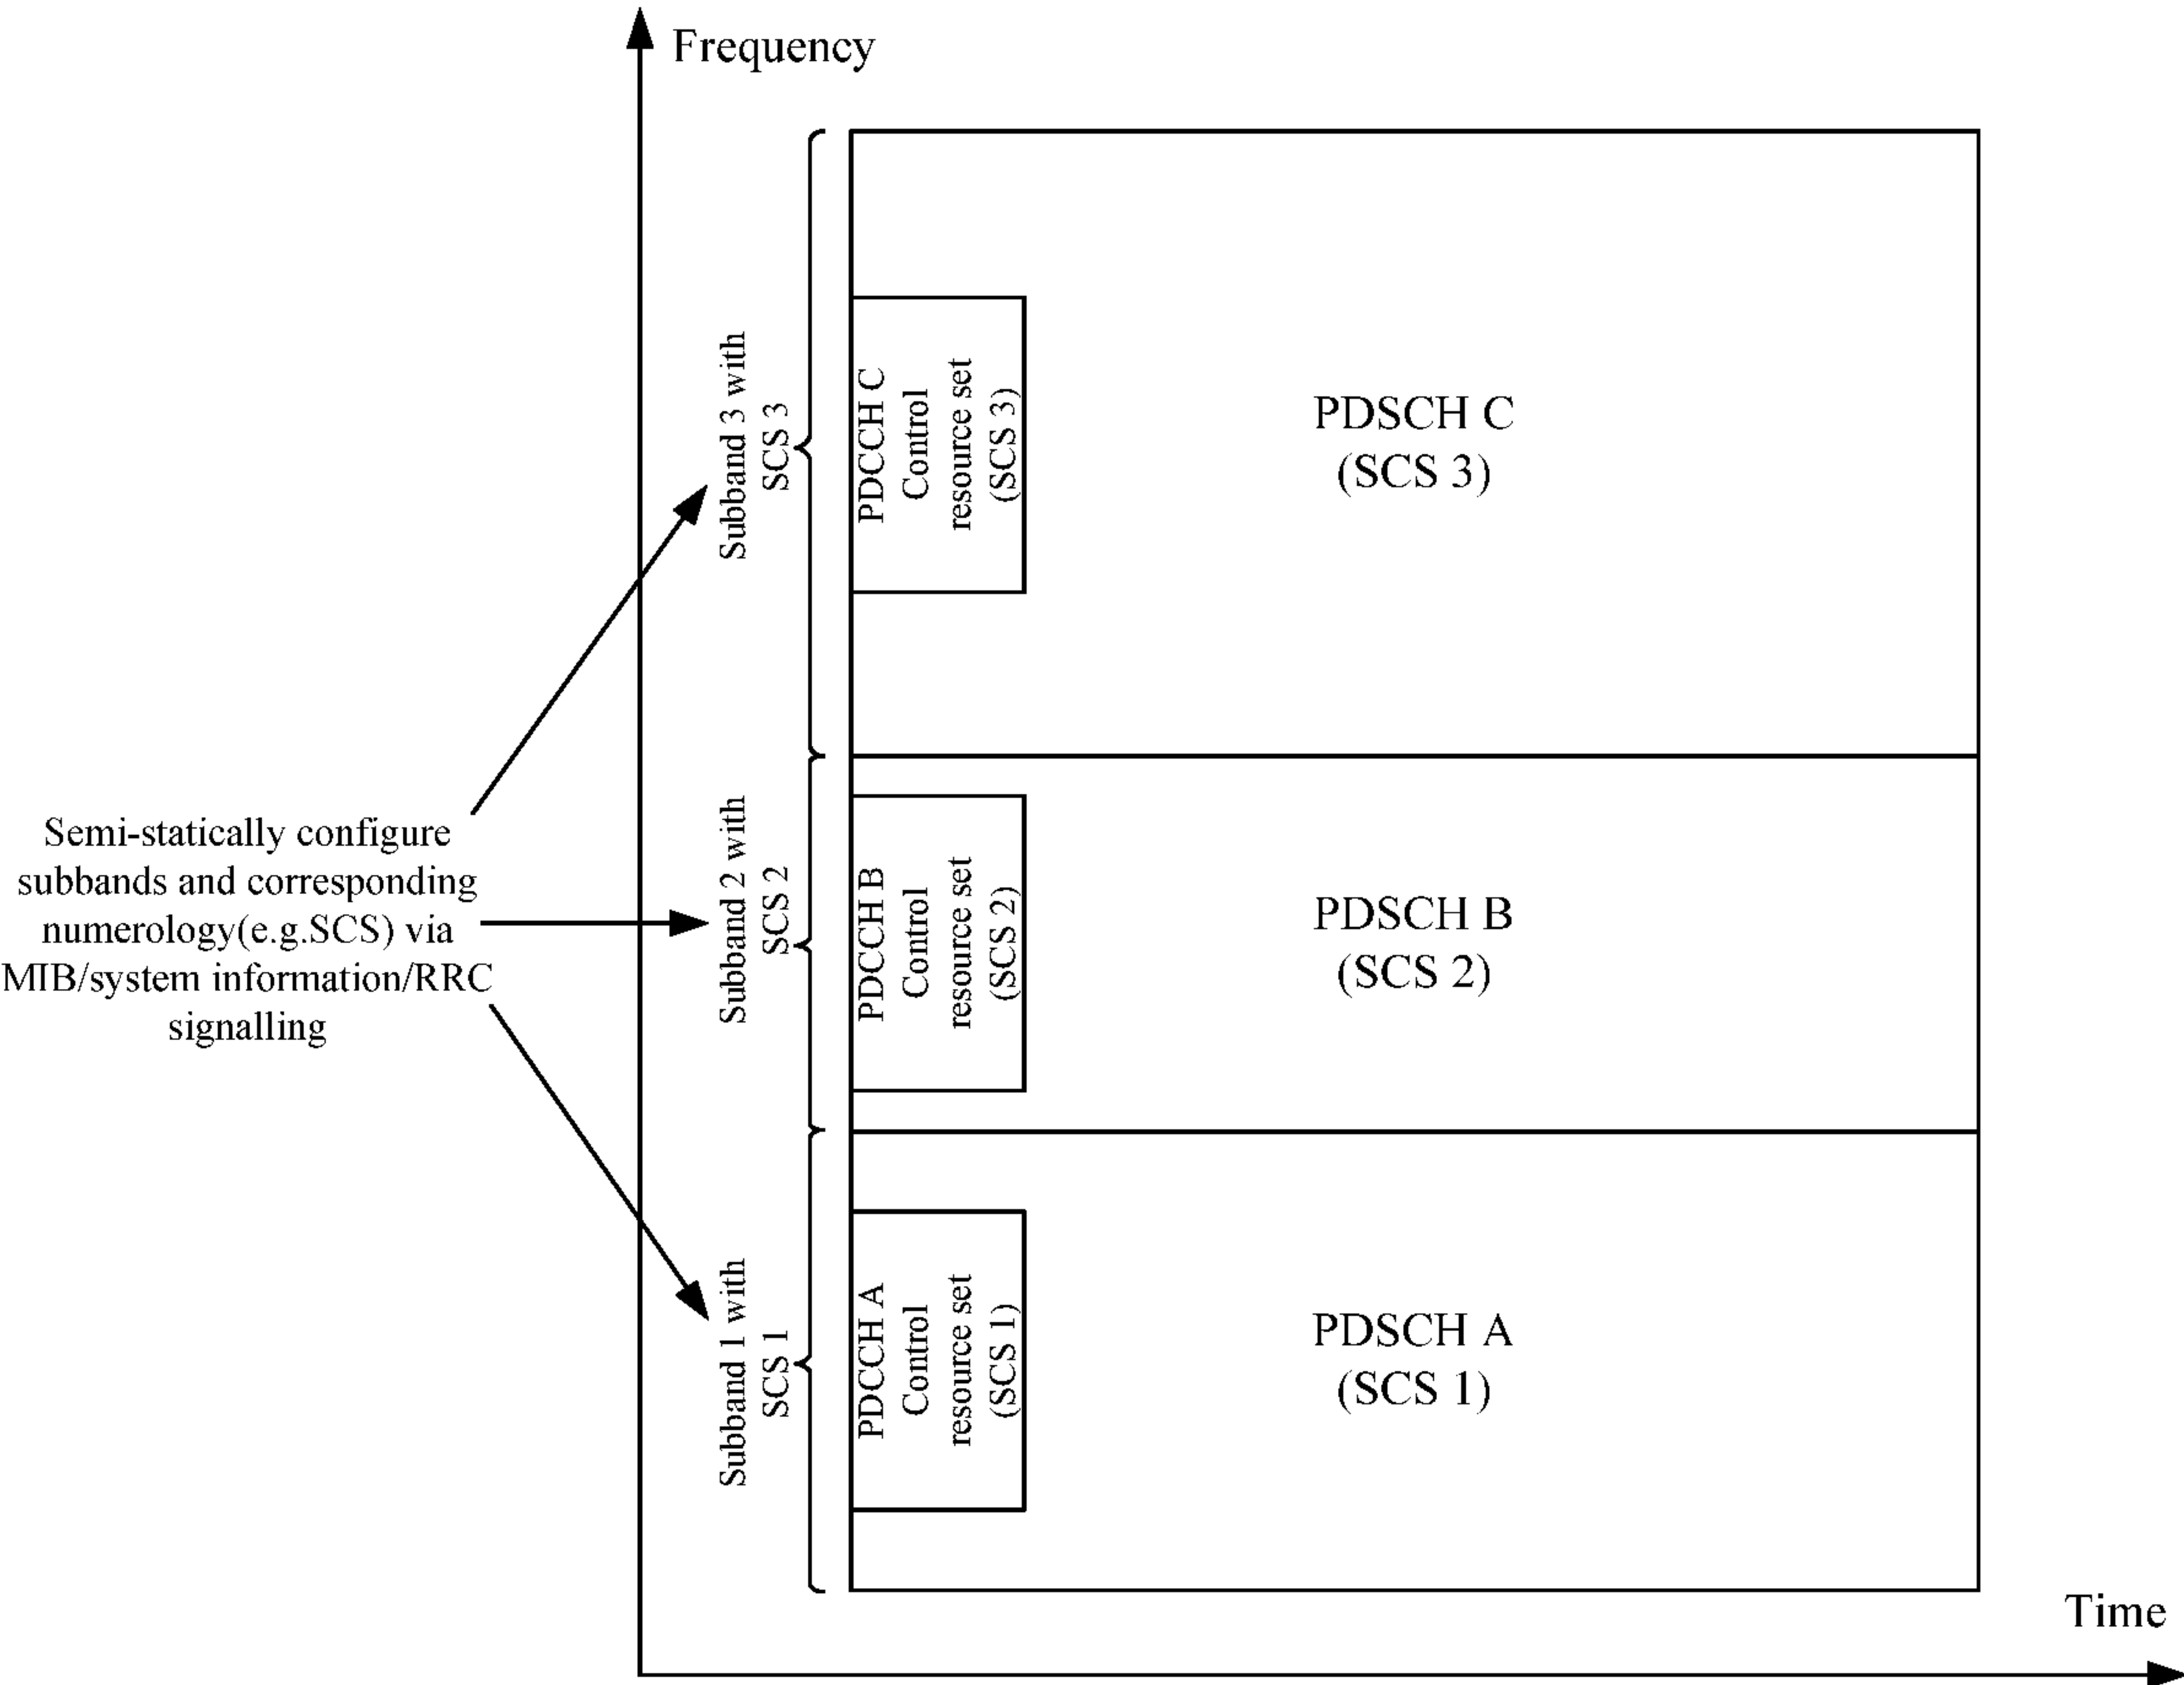 Frequency
Subband 3 with
SCS 3
PDCCH C
Control
resource set
(SCS 3)
PDSCH C
(SCS 3)
Semi-statically configure
subbands and corresponding
numerology(e.g.SCS) via
MIB/system information/RRC
signalling
Subband 2 with
SCS 2
PDCCH B
Control
resource set
(SCS 2)
PDSCH B
(SCS 2)
Subband 1 with
SCS 1
PDCCH A
Control
resource set
(SCS 1)
PDSCH A
(SCS 1)
Time